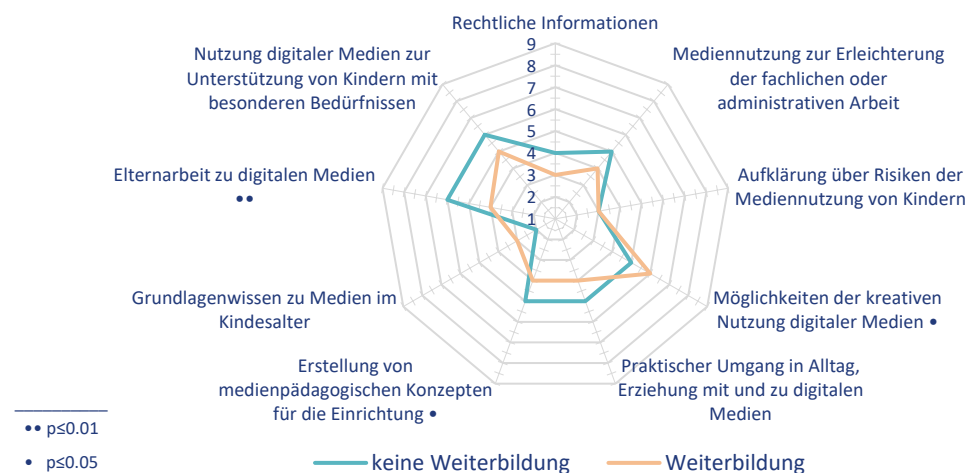 Rechtliche Informationen
9
8
7
6
5
4
3
2
1
Mediennutzung zur Erleichterung
der fachlichen oder
administrativen Arbeit
Aufklärung über Risiken der
Mediennutzung von Kindern
Möglichkeiten der kreativen
Nutzung digitaler Medien •
Praktischer Umgang in Alltag,
Erziehung mit und zu digitalen
Medien
Erstellung von
medienpädagogischen Konzepten
für die Einrichtung •
Grundlagenwissen zu Medien im
Kindesalter
Elternarbeit zu digitalen Medien
••
Nutzung digitaler Medien zur
Unterstützung von Kindern mit
besonderen Bedürfnissen
•• p≤0.01
• p≤0.05
keine Weiterbildung
Weiterbildung